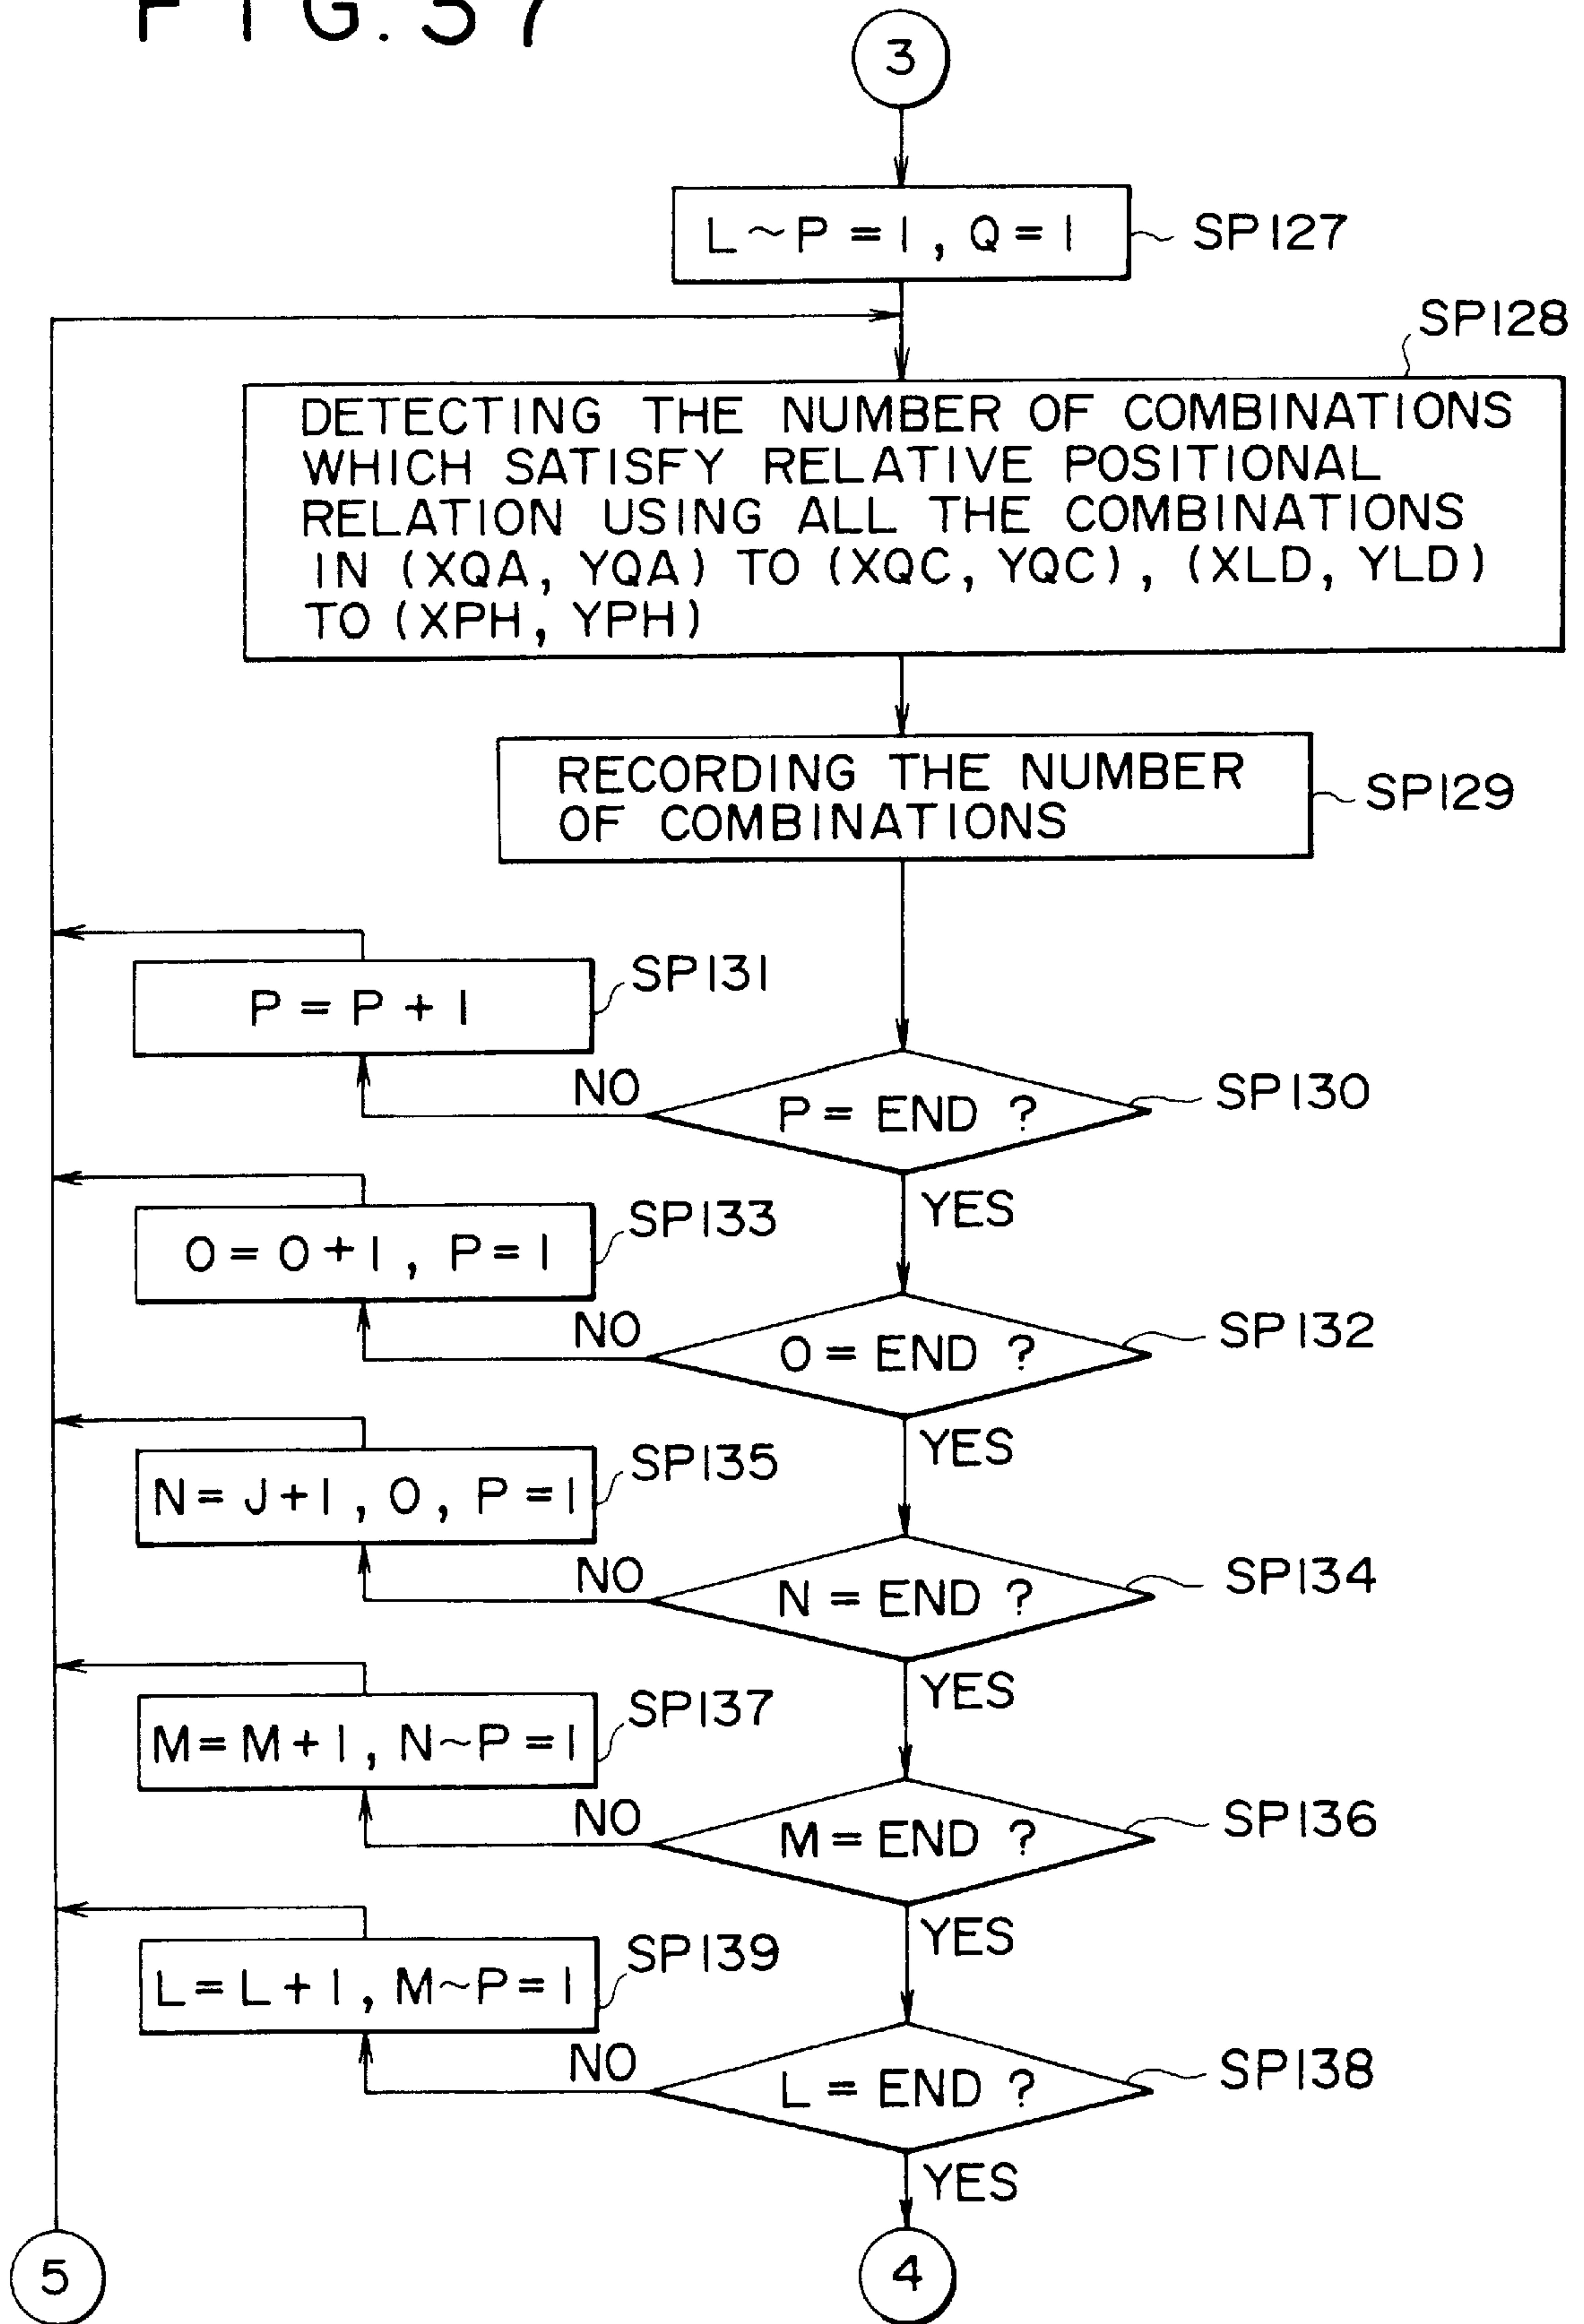 FIG. 37
3
L ~ P = 1 , Q = 1
SP127
SP128
DETECTING THE NUMBER OF COMBINATIONS
WHICH SATISFY RELATIVE POSITIONAL
RELATION USING ALL THE COMBINATIONS
IN (XQA, YQA) TO (XQC, YQC), (XLD, YLD)
TO (XPH, YPH)
RECORDING THE NUMBER
OF COMBINATIONS
SP129
P = P + 1
SP131
NO
P = END ?
SP130
YES
O = O + 1 , P = 1
SP133
NO
O = END ?
SP132
YES
N = J + 1 , O , P = 1
SP135
NO
N = END ?
SP134
YES
M = M + 1 , N ~ P = 1
SP137
NO
M = END ?
SP136
YES
L = L + 1 , M ~ P = 1
SP139
NO
L = END ?
SP138
YES
5
4